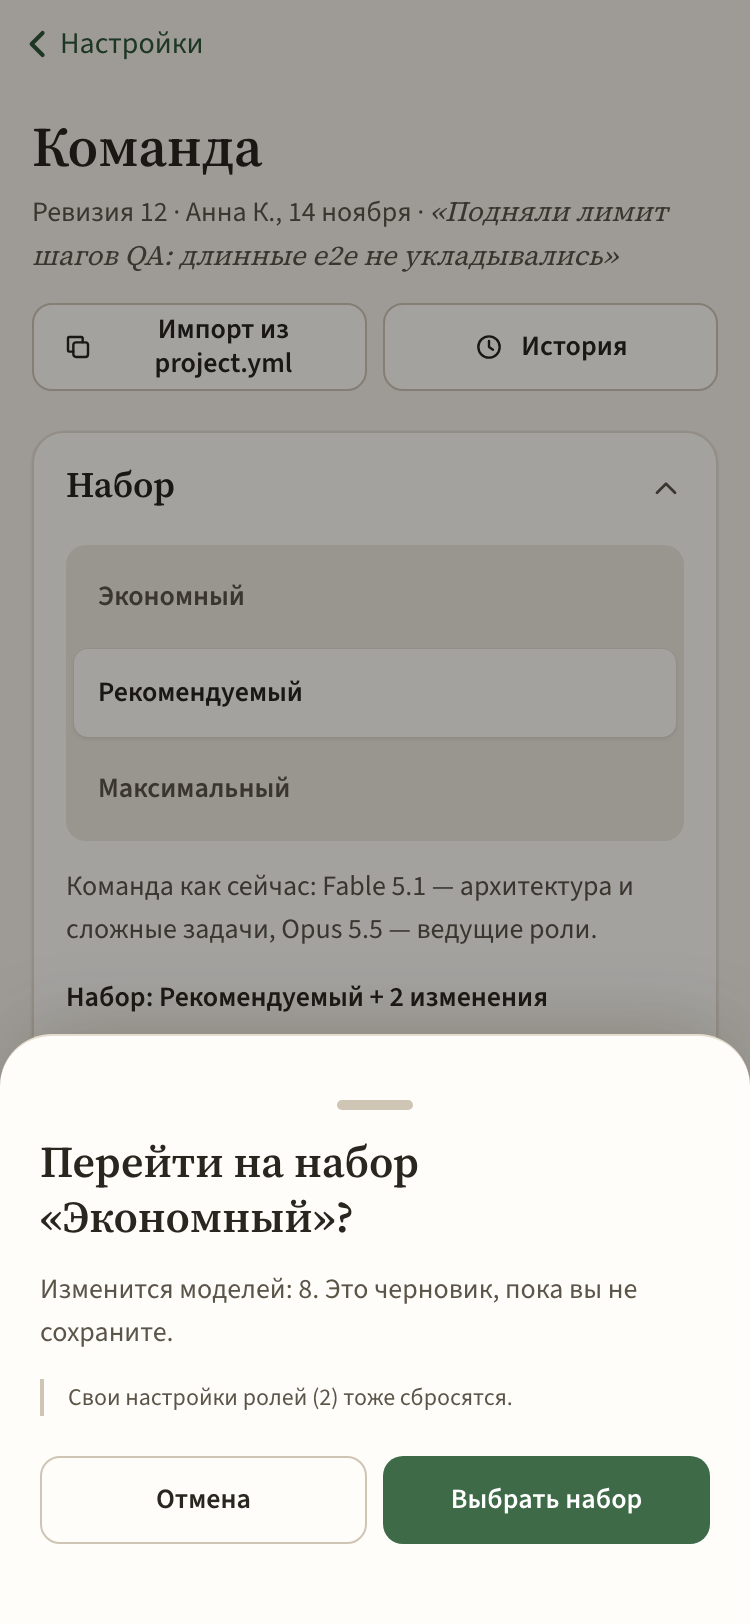 Настройки
Команда
Ревизия 12 · Анна К., 14 ноября · «Подняли лимит
шагов QA: длинные e2e не укладывались»
Импорт из
project.yml
История
Набор
Экономный
Рекомендуемый
Максимальный
Команда как сейчас: Fable 5.1 — архитектура и
сложные задачи, Opus 5.5 — ведущие роли.
Набор: Рекомендуемый + 2 изменения
Перейти на набор
«Экономный»?
Изменится моделей: 8. Это черновик, пока вы не
сохраните.
Свои настройки ролей (2) тоже сбросятся.
Отмена
Выбрать набор